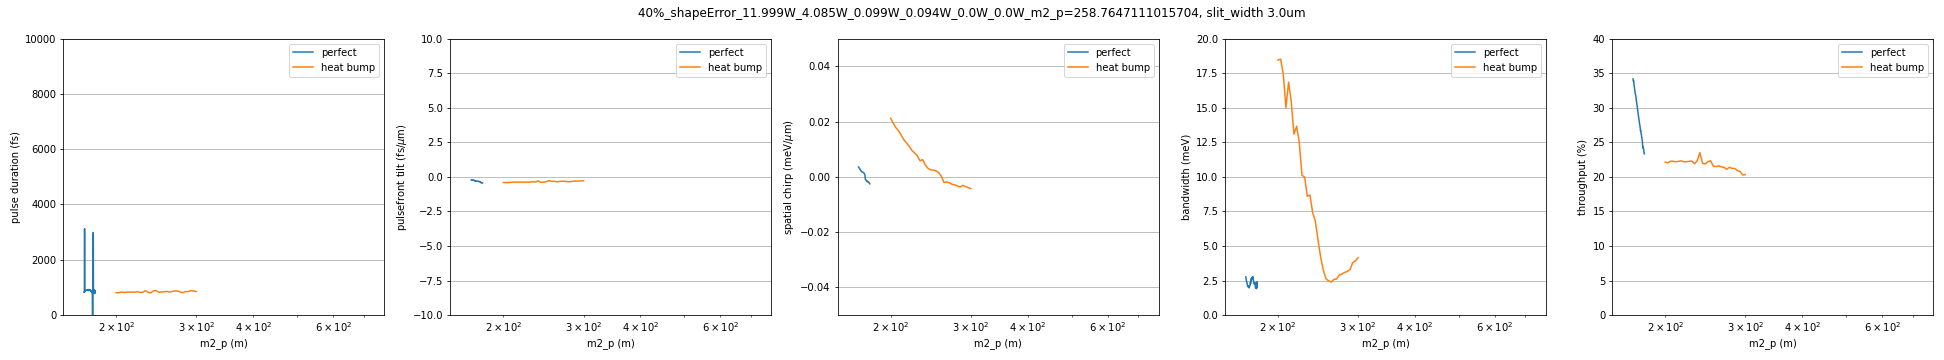 40%_shapeError_11.999W_4.085W_0.099W_0.094W_0.0W_0.0W_m2_p=258.7647111015704, slit_width 3.0um
pulse duration (fs)
10000
8000
6000
4000
2000
0
perfect
heat bump
2 × 10²
3 × 10²
4 × 10²
6 × 10²
m2_p (m)
pulsefront tilt (fs/μm)
10.0
7.5
5.0
2.5
0.0
−2.5
−5.0
−7.5
−10.0
perfect
heat bump
2 × 10²
3 × 10²
4 × 10²
6 × 10²
m2_p (m)
spatial chirp (meV/μm)
0.04
0.02
0.00
−0.02
−0.04
perfect
heat bump
2 × 10²
3 × 10²
4 × 10²
6 × 10²
m2_p (m)
bandwidth (meV)
20.0
17.5
15.0
12.5
10.0
7.5
5.0
2.5
0.0
perfect
heat bump
2 × 10²
3 × 10²
4 × 10²
6 × 10²
m2_p (m)
throughput (%)
40
35
30
25
20
15
10
5
0
perfect
heat bump
2 × 10²
3 × 10²
4 × 10²
6 × 10²
m2_p (m)